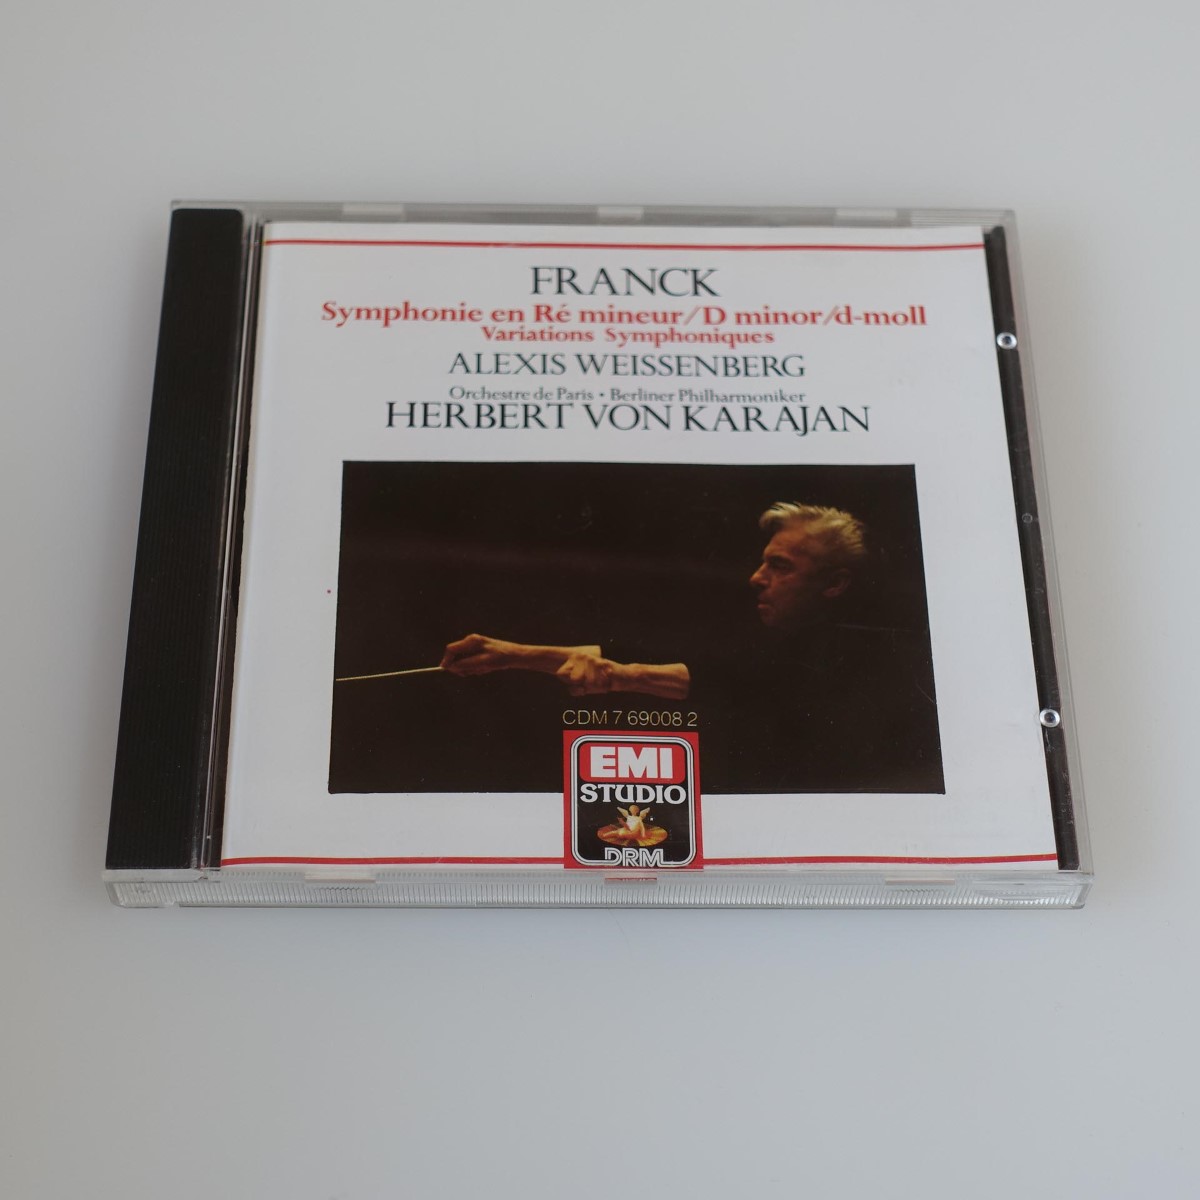 FRANCK
Symphonie en Ré mineur/D minor/d-moll
Variations Symphoniques
ALEXIS WEISSENBERG
Orchestre de Paris • Berliner Philharmoniker
HERBERT VON KARAJAN
CDM 7 69008 2
EMI
STUDIO
DRM